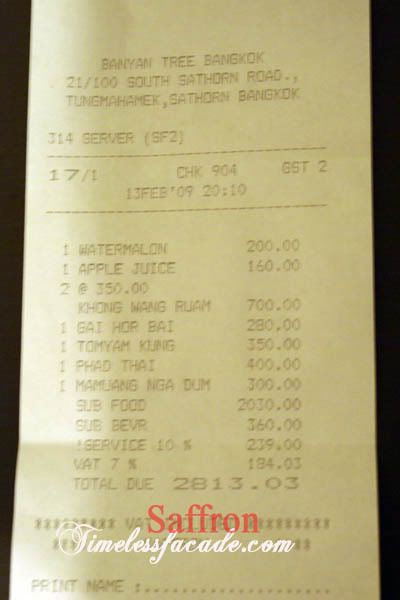 BANYAN TREE BANGKOK
21/100 SOUTH SATHORN ROAD.,
TUNGMAHAMEK,SATHORN BANGKOK
314 SERVER (SF2)
17/1 CHK 904 GST 2
13FEB'09 20:10
1 WATERMALON 200.00
1 APPLE JUICE 160.00
2 @ 350.00
KHONG WANG RUAM 700.00
1 GAI HOR BAI 280.00
1 TOMYAM KUNG 350.00
1 PHAD THAI 400.00
1 MAMUANG NGA DUM 300.00
SUB FOOD 2030.00
SUB BEVR 360.00
!SERVICE 10 % 239.00
VAT 7 % 184.03
TOTAL DUE 2813.03
VAT
Saffron
Timelessfacade.com
PRINT NAME :......................